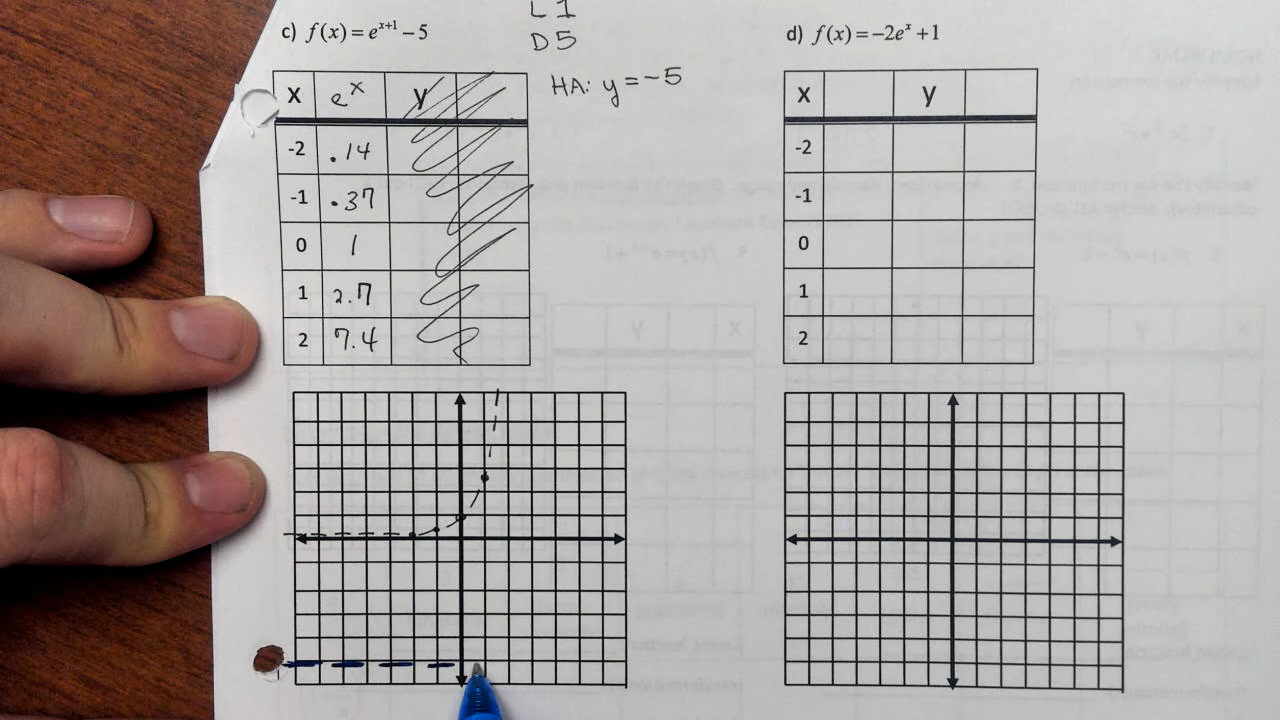 L 1
c) f(x) = e^{x+1} − 5
D 5
d) f(x) = −2e^x + 1
HA: y = −5
x e^x y
-2 .14
-1 .37
0 1
1 2.7
2 7.4
x y
-2
-1
0
1
2